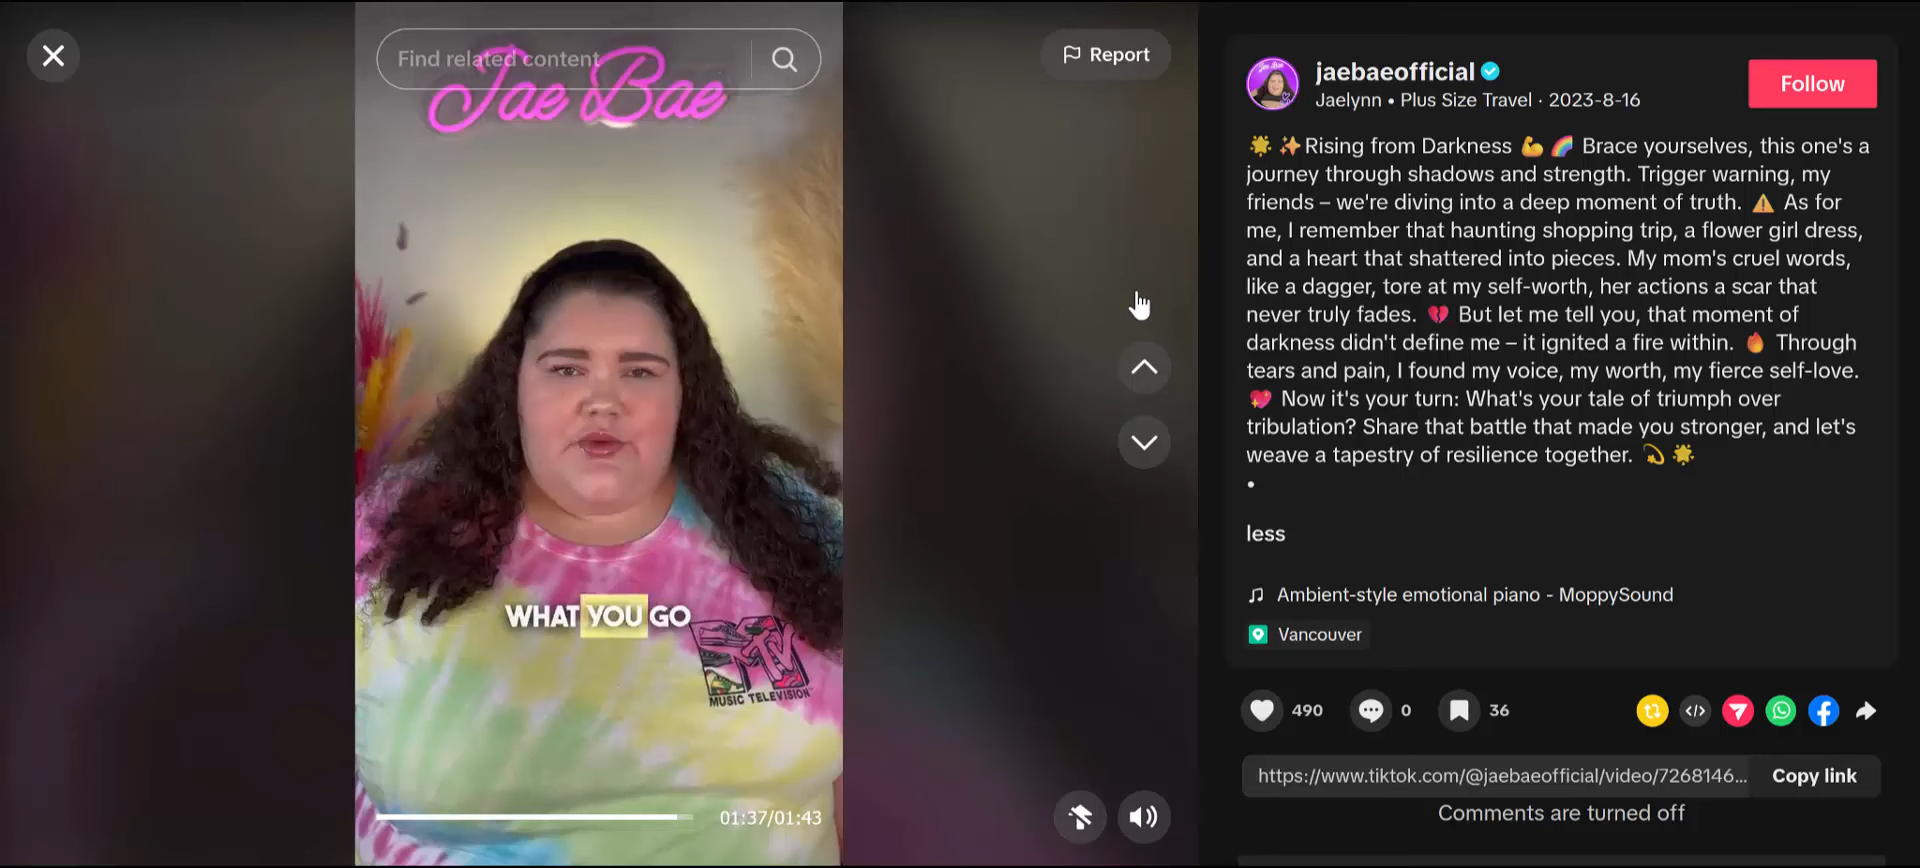 Find related content
Jae Bae
Report
WHAT YOU GO
MTV
MUSIC TELEVISION
01:37/01:43
jaebaeofficial
Follow
Jaelynn • Plus Size Travel · 2023-8-16
🌟 ✨Rising from Darkness 💪 🌈 Brace yourselves, this one's a
journey through shadows and strength. Trigger warning, my
friends – we're diving into a deep moment of truth. ⚠️ As for
me, I remember that haunting shopping trip, a flower girl dress,
and a heart that shattered into pieces. My mom's cruel words,
like a dagger, tore at my self-worth, her actions a scar that
never truly fades. 💔 But let me tell you, that moment of
darkness didn't define me – it ignited a fire within. 🔥 Through
tears and pain, I found my voice, my worth, my fierce self-love.
💖 Now it's your turn: What's your tale of triumph over
tribulation? Share that battle that made you stronger, and let's
weave a tapestry of resilience together. 💫 🌟
•
less
Ambient-style emotional piano - MoppySound
Vancouver
490
0
36
https://www.tiktok.com/@jaebaeofficial/video/7268146...
Copy link
Comments are turned off